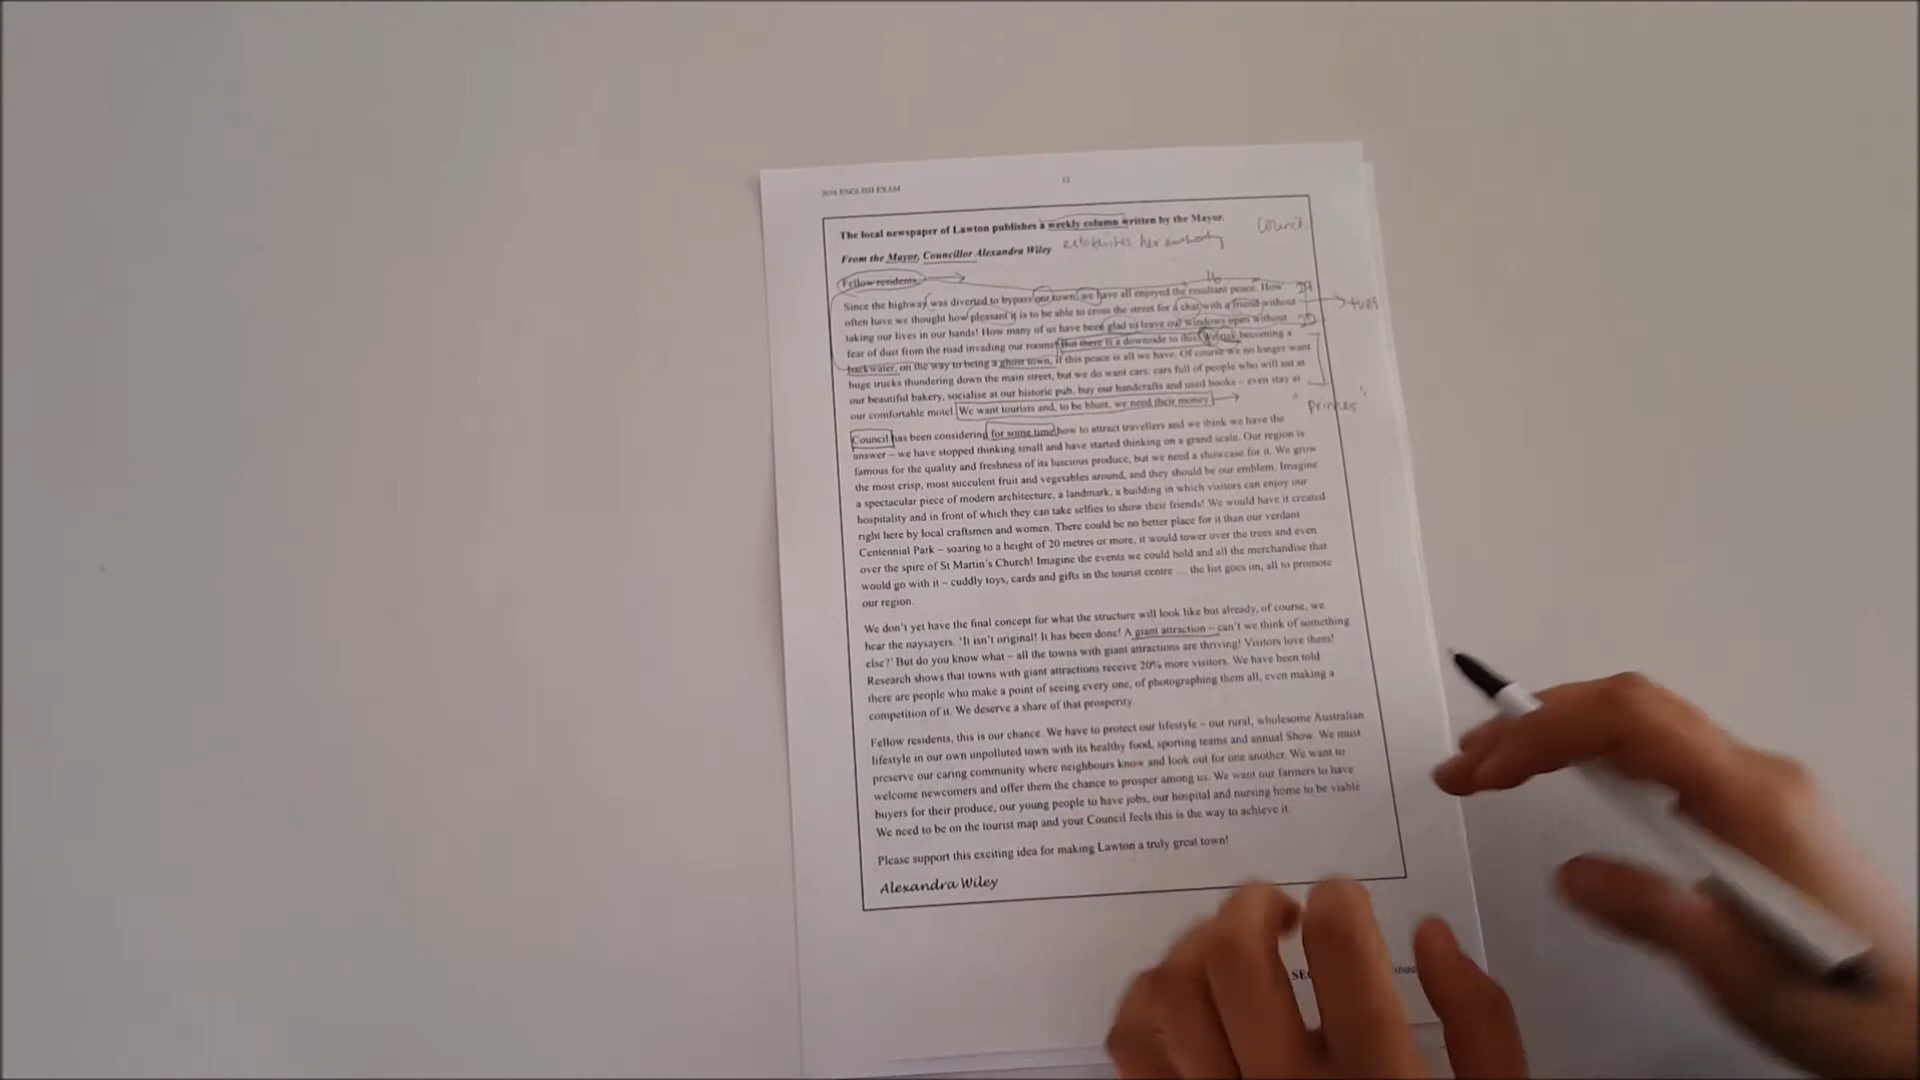 2016 ENGLISH EXAM
12
The local newspaper of Lawton publishes a weekly column written by the Mayor.
Council
From the Mayor, Councillor Alexandra Wiley establishes her authority
Fellow residents
Since the highway was diverted to bypass our town, we have all enjoyed the resultant peace. How
often have we thought how pleasant it is to be able to cross the street for a chat with a friend without
taking our lives in our hands! How many of us have been glad to leave our windows open without
fear of dust from the road invading our rooms! But there is a downside to this. We risk becoming a
backwater, on the way to being a ghost town, if this peace is all we have. Of course we no longer want
huge trucks thundering down the main street, but we do want cars: cars full of people who will eat at
our beautiful bakery, socialise at our historic pub, buy our handcrafts and used books – even stay at
our comfortable motel. We want tourists and, to be blunt, we need their money.
Council has been considering for some time how to attract travellers and we think we have the
answer – we have stopped thinking small and have started thinking on a grand scale. Our region is
famous for the quality and freshness of its luscious produce, but we need a showcase for it. We grow
the most crisp, most succulent fruit and vegetables around, and they should be our emblem. Imagine
a spectacular piece of modern architecture, a landmark, a building in which visitors can enjoy our
hospitality and in front of which they can take selfies to show their friends! We would have it created
right here by local craftsmen and women. There could be no better place for it than our verdant
Centennial Park – soaring to a height of 20 metres or more, it would tower over the trees and even
over the spire of St Martin's Church! Imagine the events we could hold and all the merchandise that
would go with it – cuddly toys, cards and gifts in the tourist centre ... the list goes on, all to promote
our region.
We don't yet have the final concept for what the structure will look like but already, of course, we
hear the naysayers. 'It isn't original! It has been done! A giant attraction – can't we think of something
else?' But do you know what – all the towns with giant attractions are thriving! Visitors love them!
Research shows that towns with giant attractions receive 20% more visitors. We have been told
there are people who make a point of seeing every one, of photographing them all, even making a
competition of it. We deserve a share of that prosperity.
Fellow residents, this is our chance. We have to protect our lifestyle – our rural, wholesome Australian
lifestyle in our own unpolluted town with its healthy food, sporting teams and annual Show. We must
preserve our caring community where neighbours know and look out for one another. We want to
welcome newcomers and offer them the chance to prosper among us. We want our farmers to have
buyers for their produce, our young people to have jobs, our hospital and nursing home to be viable
We need to be on the tourist map and your Council feels this is the way to achieve it.
Please support this exciting idea for making Lawton a truly great town!
Alexandra Wiley